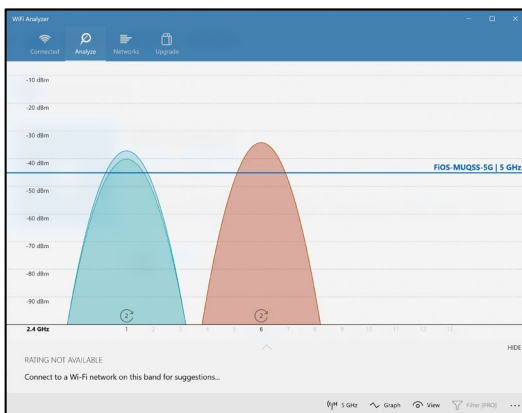 WiFi Analyzer
Connected Analyze Networks Upgrade
-10 dBm
-20 dBm
-30 dBm
-40 dBm
FiOS-MUQSS-5G | 5 GHz
-50 dBm
-60 dBm
-70 dBm
-80 dBm
-90 dBm
2 2
2.4 GHz 1 2 3 4 5 6 7 8 9 10 11 12 13
HIDE
RATING NOT AVAILABLE
Connect to a Wi-Fi network on this band for suggestions...
5 GHz Graph View Filter [PRO] ...